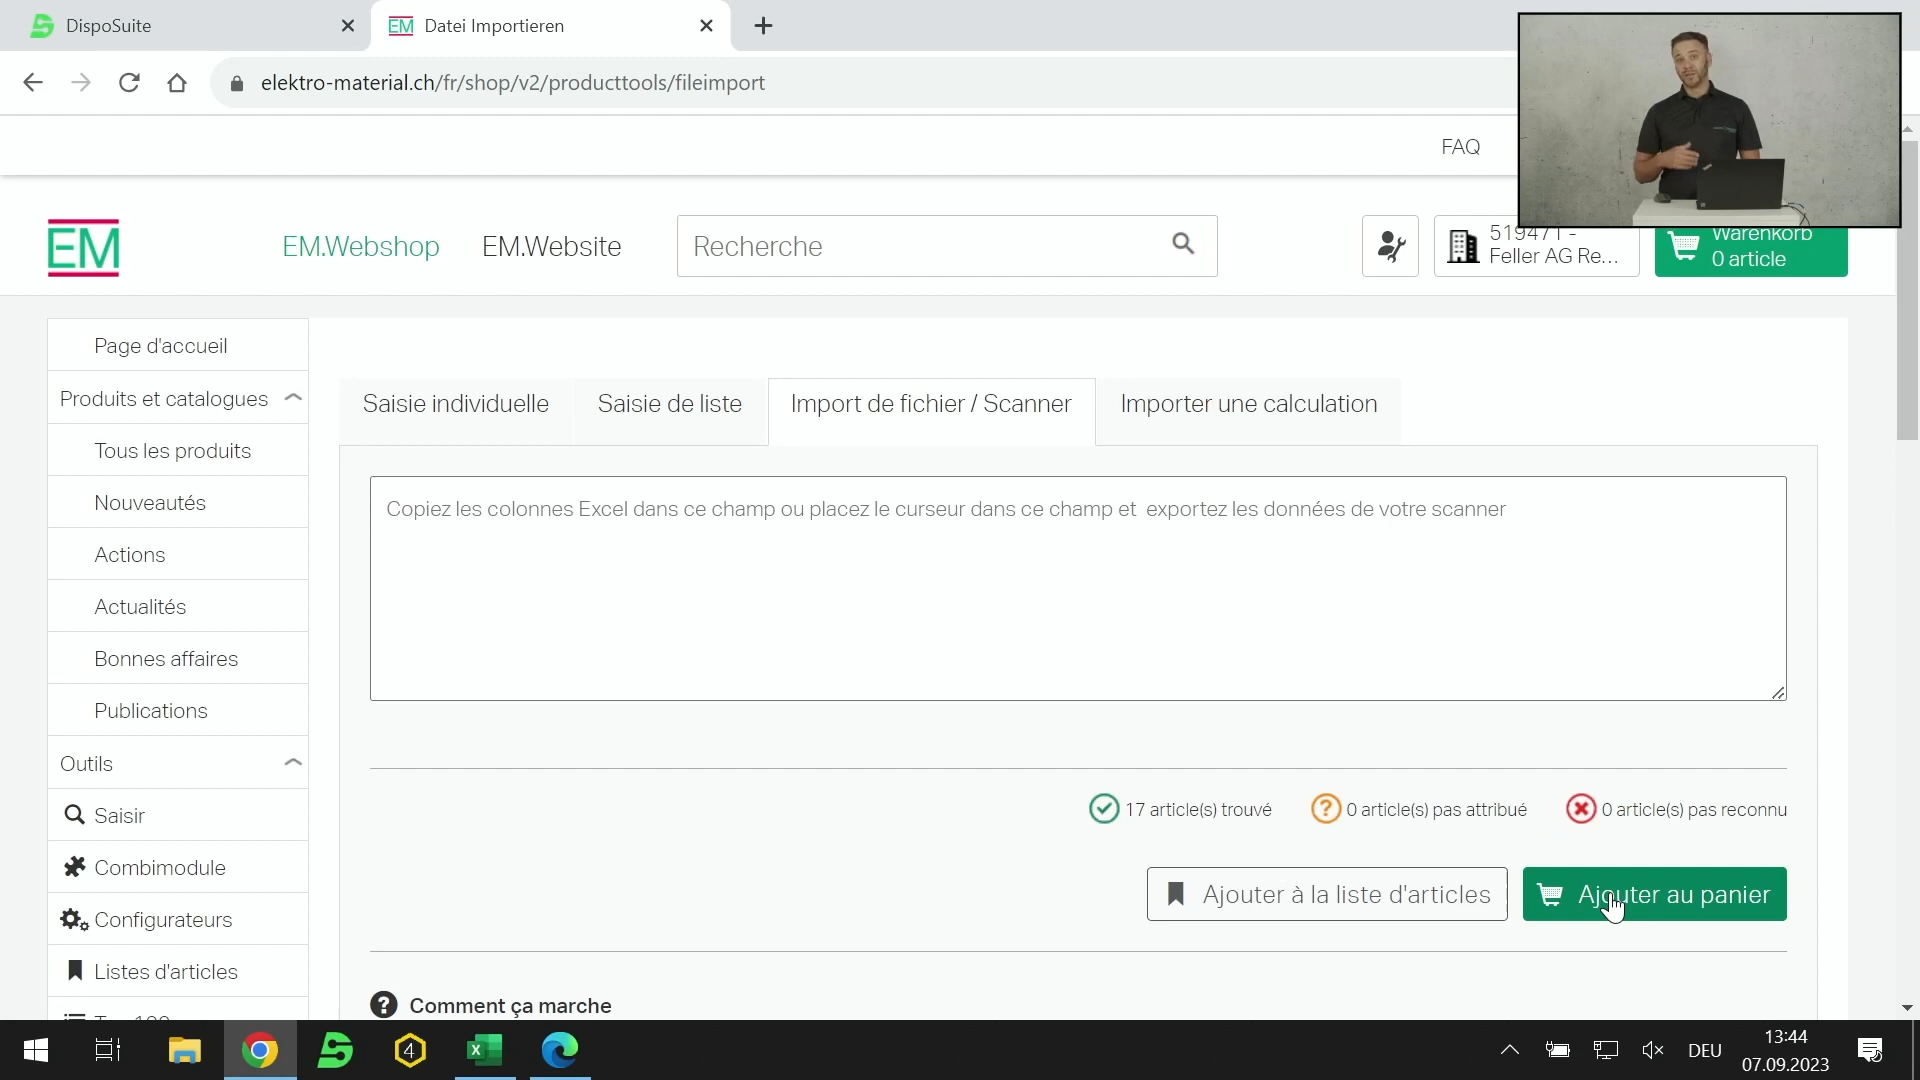 DispoSuite
EM Datei Importieren
elektro-material.ch/fr/shop/v2/producttools/fileimport
FAQ
EM
EM.Webshop
EM.Website
Recherche
519471 -
Feller AG Re...
Warenkorb
0 article
Page d'accueil
Produits et catalogues
Tous les produits
Nouveautés
Actions
Actualités
Bonnes affaires
Publications
Outils
Saisir
Combimodule
Configurateurs
Listes d'articles
Saisie individuelle
Saisie de liste
Import de fichier / Scanner
Importer une calculation
Copiez les colonnes Excel dans ce champ ou placez le curseur dans ce champ et exportez les données de votre scanner
17 article(s) trouvé
0 article(s) pas attribué
0 article(s) pas reconnu
Ajouter à la liste d'articles
Ajouter au panier
Comment ça marche
4
DEU
13:44
07.09.2023